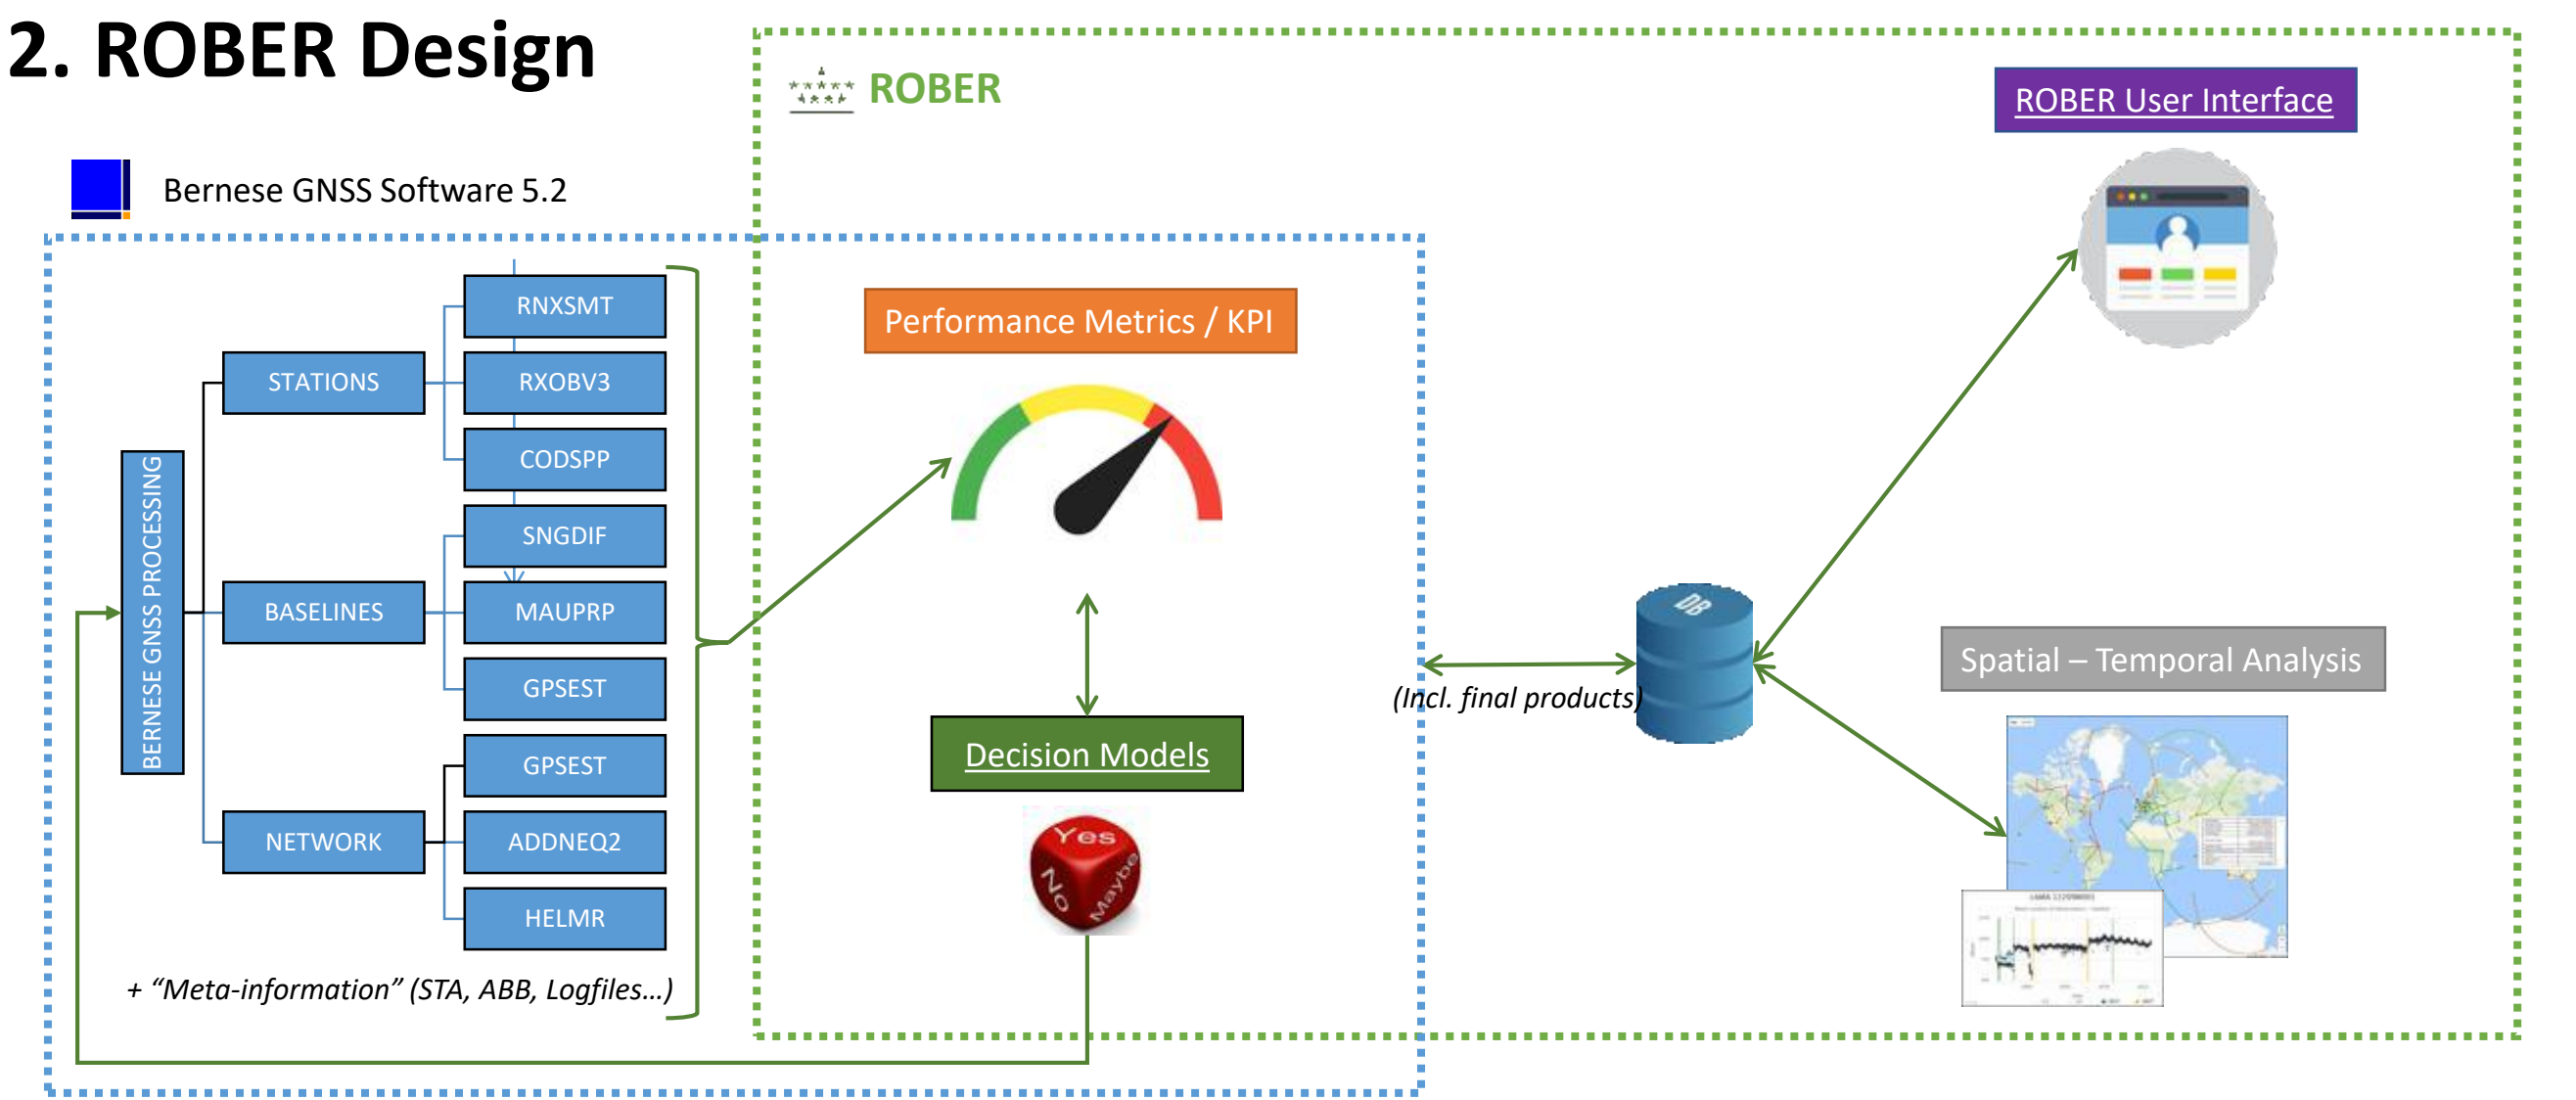 2. ROBER Design
ROBER
ROBER User Interface
Bernese GNSS Software 5.2
BERNESE GNSS PROCESSING
STATIONS
RNXSMT
RXOBV3
CODSPP
BASELINES
SNGDIF
MAUPRP
GPSEST
NETWORK
GPSEST
ADDNEQ2
HELMR
+ “Meta-information” (STA, ABB, Logfiles...)
Performance Metrics / KPI
Decision Models
Yes
No
Maybe
(Incl. final products)
DB
Spatial – Temporal Analysis